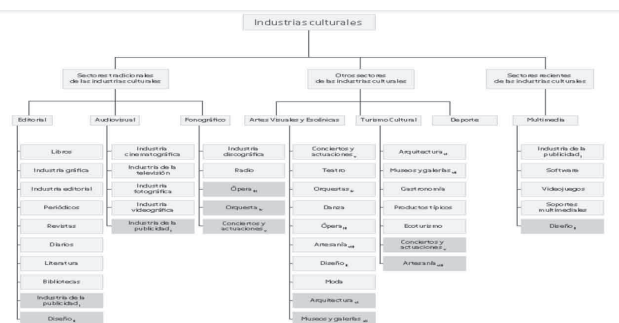 Industrias culturales
Sectores tradicionales
de las industrias culturales
Otros sectores
de las industrias culturales
Sectores recientes
de las industrias culturales
Editorial
Audiovisual
Fonográfico
Artes Visuales y Escénicas
Turismo Cultural
Deporte
Multimedia
Libros
Industria gráfica
Industria editorial
Periódicos
Revistas
Diarios
Literatura
Bibliotecas
Industria de la
publicidad
Diseño
Industria
cinematográfica
Industria de la
televisión
Industria
fotográfica
Industria
videográfica
Industria de la
publicidad
Industria
discográfica
Radio
Ópera
Orquesta
Conciertos y
actuaciones
Conciertos y
actuaciones
Teatro
Orquestas
Danza
Ópera
Artesanía
Diseño
Moda
Arquitectura
Museos y galerías
Arquitectura
Museos y galerías
Gastronomía
Productos típicos
Ecoturismo
Conciertos y
actuaciones
Artesanía
Industria de la
publicidad
Software
Videojuegos
Soportes
multimediales
Diseño